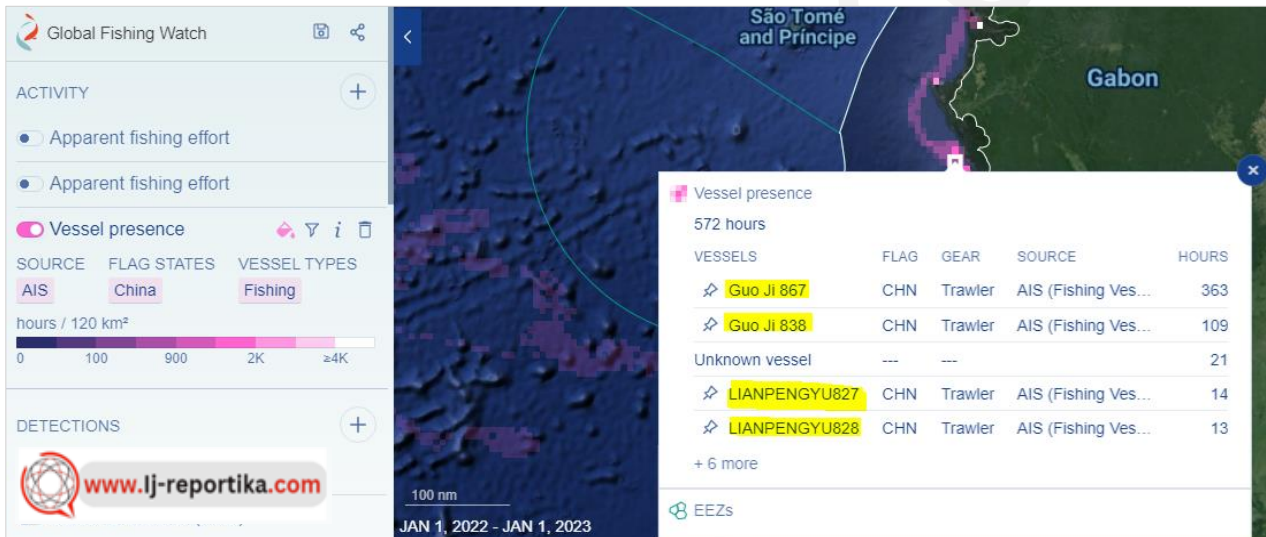 Global Fishing Watch
ACTIVITY
Apparent fishing effort
Apparent fishing effort
Vessel presence
SOURCE FLAG STATES VESSEL TYPES
AIS China Fishing
hours / 120 km²
0 100 900 2K ≥4K
DETECTIONS
www.Ij-reportika.com
São Tomé
and Príncipe
Gabon
100 nm
JAN 1, 2022 - JAN 1, 2023
Vessel presence
572 hours
VESSELS FLAG GEAR SOURCE HOURS
Guo Ji 867 CHN Trawler AIS (Fishing Ves... 363
Guo Ji 838 CHN Trawler AIS (Fishing Ves... 109
Unknown vessel --- --- 21
LIANPENGYU827 CHN Trawler AIS (Fishing Ves... 14
LIANPENGYU828 CHN Trawler AIS (Fishing Ves... 13
+ 6 more
EEZs